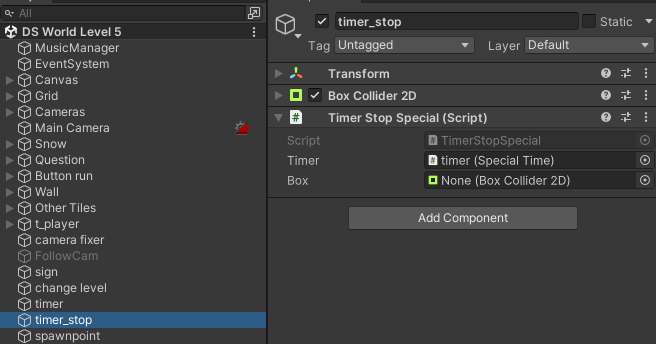 All
DS World Level 5
MusicManager
EventSystem
Canvas
Grid
Cameras
Main Camera
Snow
Question
Button run
Wall
Other Tiles
t_player
camera fixer
FollowCam
sign
change level
timer
timer_stop
spawnpoint
timer_stop
Static
Tag Untagged Layer Default
Transform
Box Collider 2D
# Timer Stop Special (Script)
Script # TimerStopSpecial
Timer # timer (Special Time)
Box None (Box Collider 2D)
Add Component